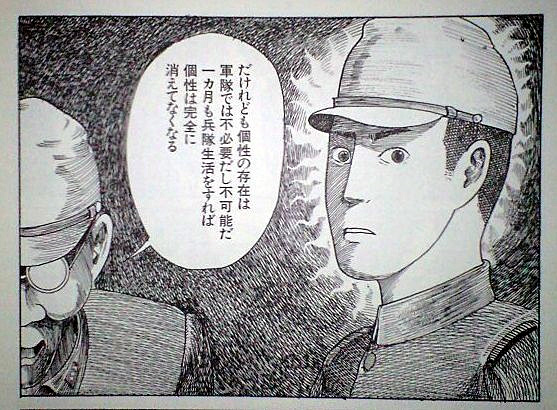 だけれども個性の存在は
軍隊では不必要だし不可能だ
一カ月も兵隊生活をすれば
個性は完全に
消えてなくなる